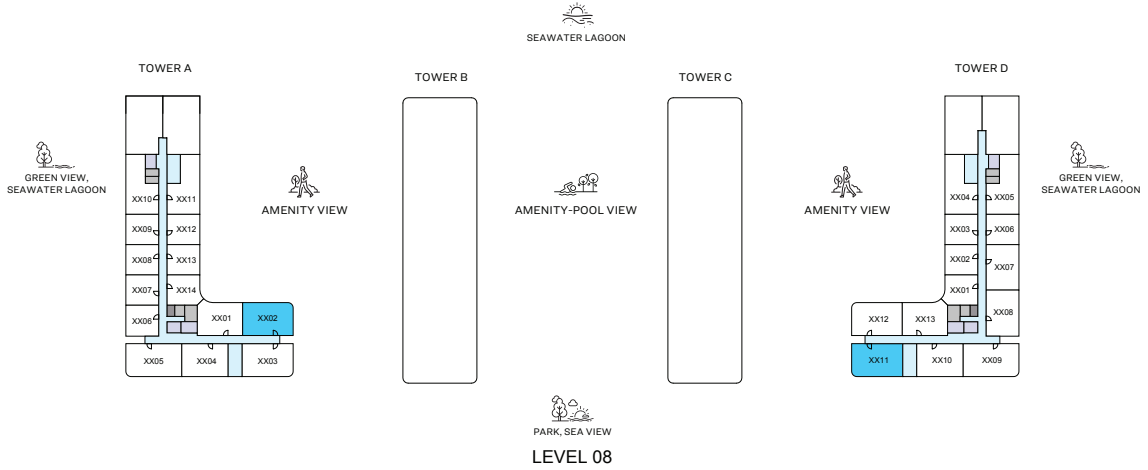 SEAWATER LAGOON
TOWER A
TOWER B
TOWER C
TOWER D
GREEN VIEW,
SEAWATER LAGOON
AMENITY VIEW
AMENITY-POOL VIEW
AMENITY VIEW
GREEN VIEW,
SEAWATER LAGOON
XX10 XX11
XX09 XX12
XX08 XX13
XX07 XX14
XX06 XX01 XX02
XX05 XX04 XX03
XX04 XX05
XX03 XX06
XX02 XX07
XX01
XX12 XX13 XX08
XX11 XX10 XX09
PARK, SEA VIEW
LEVEL 08